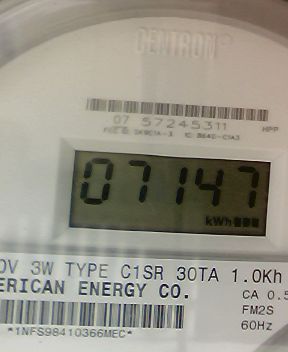 CENTRON®
07 57245311
HPP
07147
kWh
0V 3W TYPE C1SR 30TA 1.0Kh
ERICAN ENERGY CO.
CA 0.5
FM2S
60Hz
*1NFS98410366MEC*